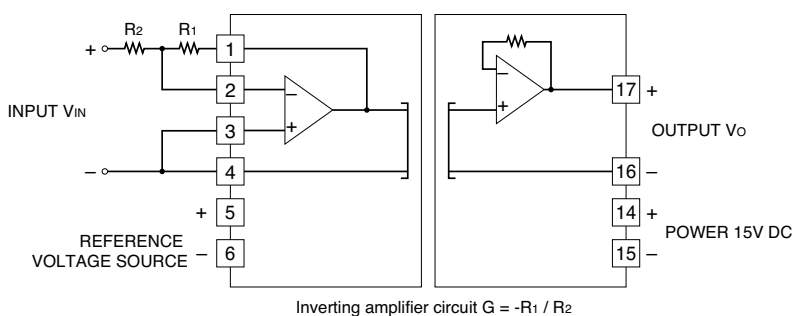 + R2 R1 1
2 − 17 +
INPUT VIN
3 + OUTPUT VO
− 4 16 −
+ 5 14 +
REFERENCE
VOLTAGE SOURCE − 6
POWER 15V DC
15 −
Inverting amplifier circuit G = -R1 / R2
−
+